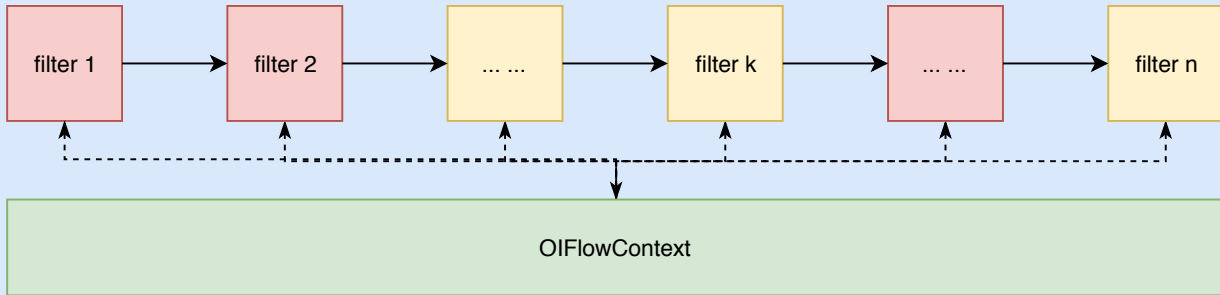 filter 1
filter 2
... ...
filter k
... ...
filter n
OIFlowContext